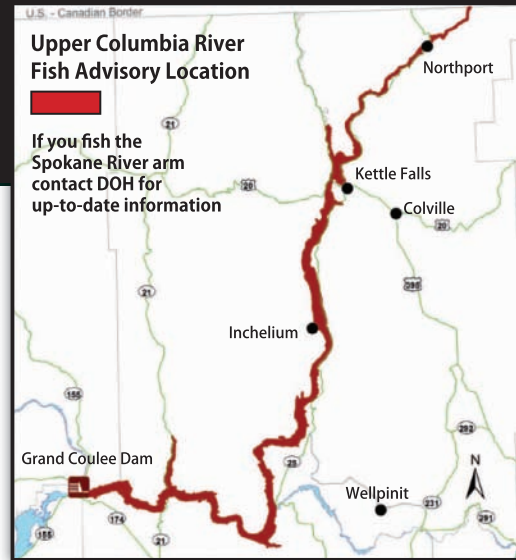 U.S. - Canadian Border
Upper Columbia River
Fish Advisory Location
If you fish the
Spokane River arm
contact DOH for
up-to-date information
Northport
21
Kettle Falls
20
Colville
20
395
21
Inchelium
155
292
Grand Coulee Dam
25
N
Wellpinit
231
174
155
21
291